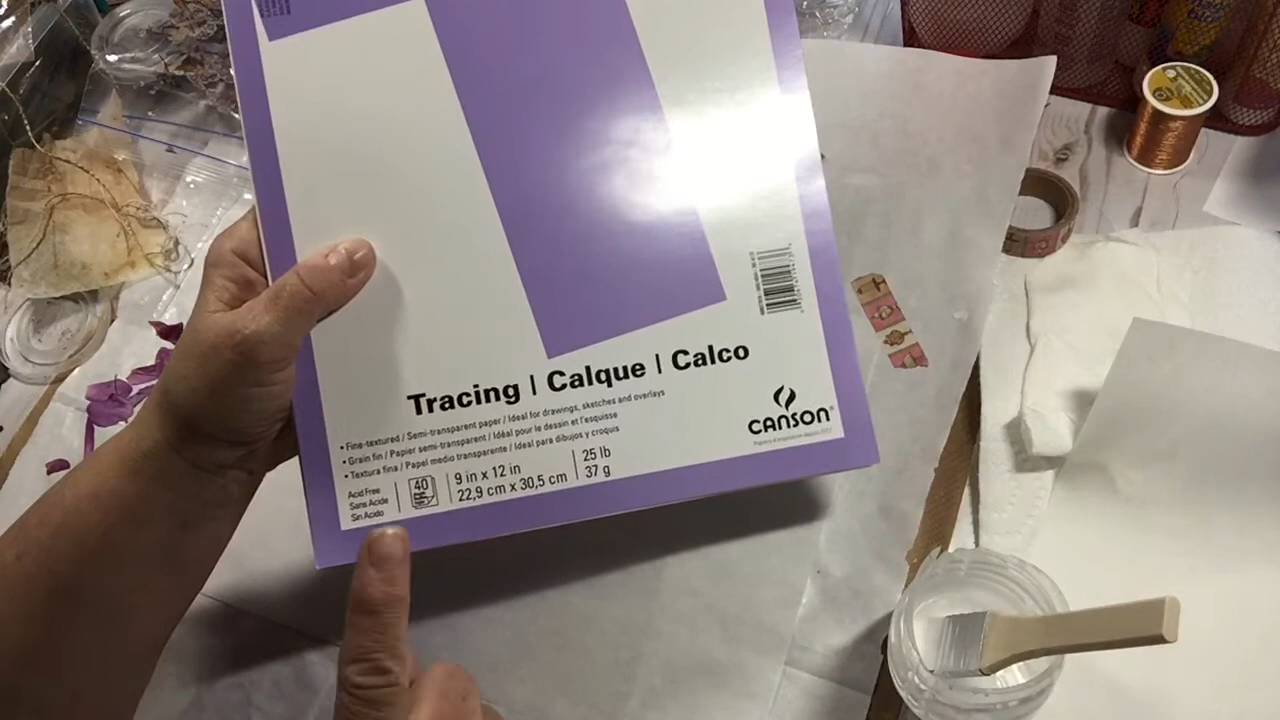 Tracing | Calque | Calco
• Fine-textured / Semi-transparent paper / Ideal for drawings, sketches and overlays
• Grain fin / Papier semi-transparent / Idéal pour le dessin et l'esquisse
• Textura fina / Papel medio transparente / Ideal para dibujos y croquis
Acid Free
Sans Acide
Sin Acido
40
9 in x 12 in
22,9 cm x 30,5 cm
25 lb
37 g
CANSON®